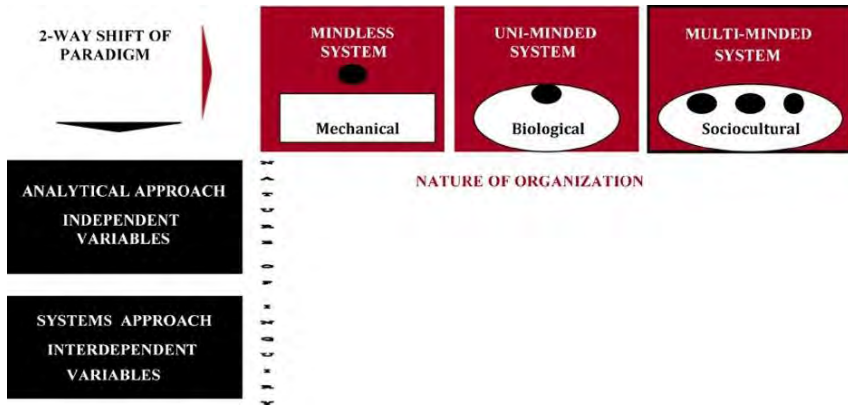 2-WAY SHIFT OF
PARADIGM
MINDLESS
SYSTEM
Mechanical
UNI-MINDED
SYSTEM
Biological
MULTI-MINDED
SYSTEM
Sociocultural
NATURE OF ORGANIZATION
ANALYTICAL APPROACH
INDEPENDENT
VARIABLES
SYSTEMS APPROACH
INTERDEPENDENT
VARIABLES